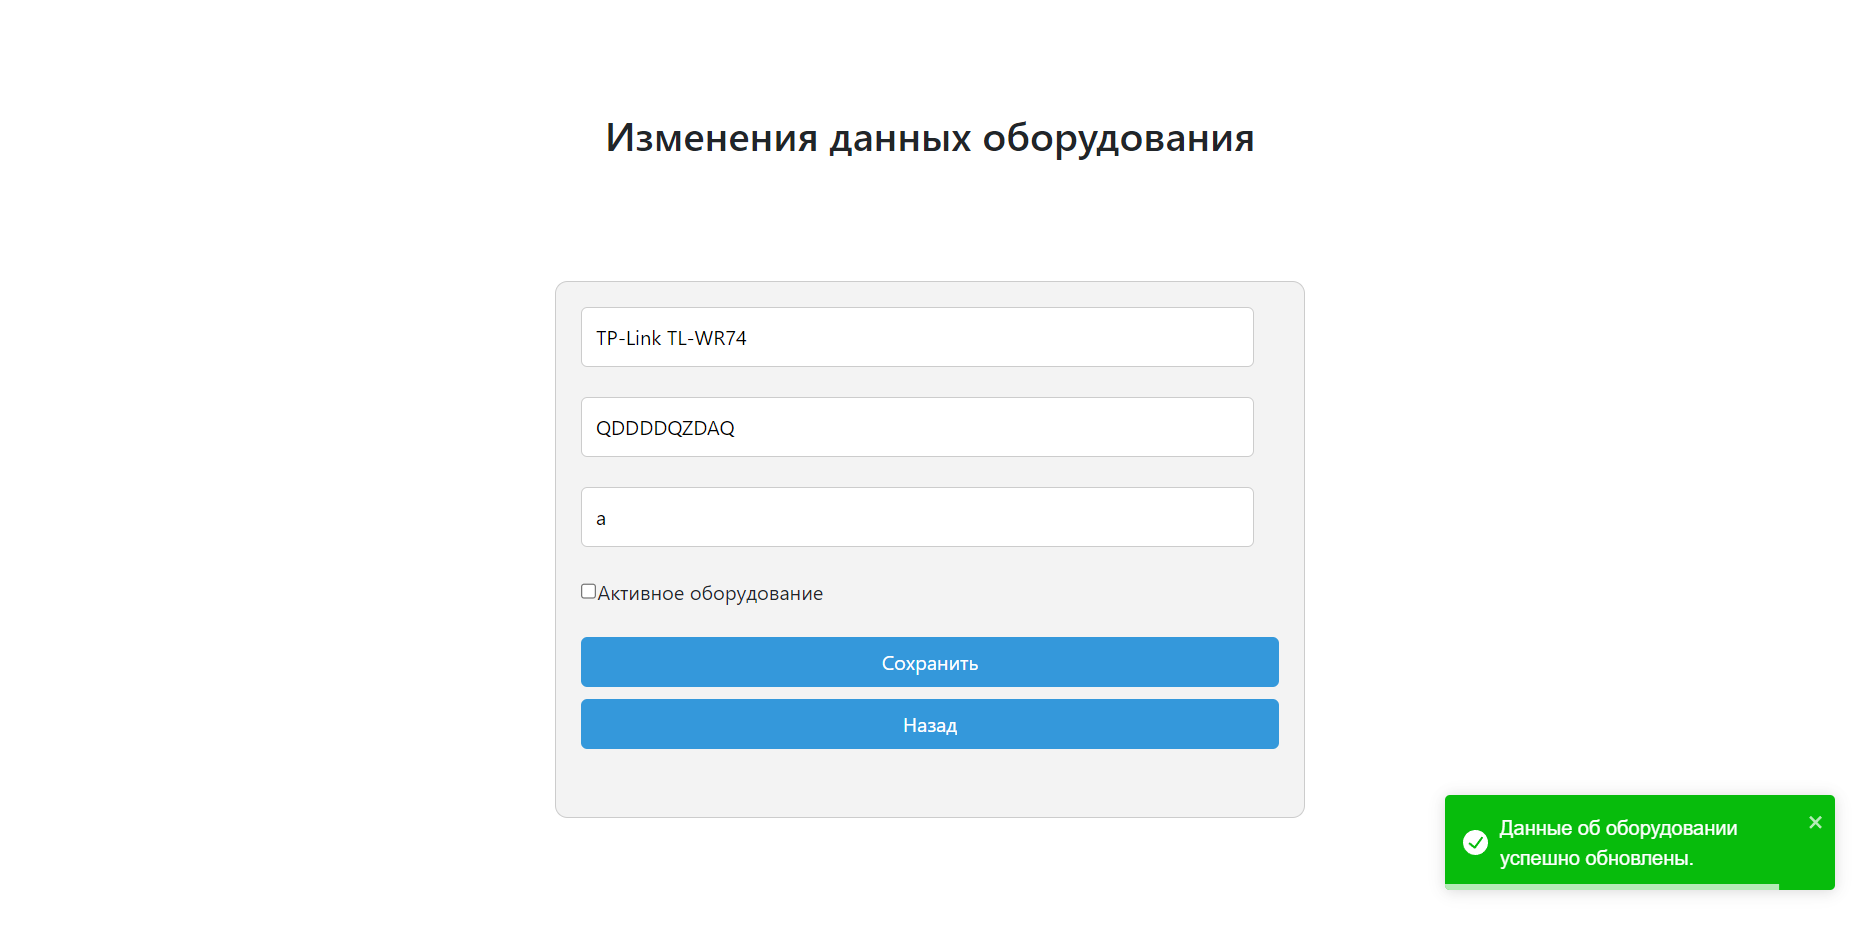 Изменения данных оборудования
TP-Link TL-WR74
QDDDDQZDAQ
a
Активное оборудование
Сохранить
Назад
Данные об оборудовании
успешно обновлены.